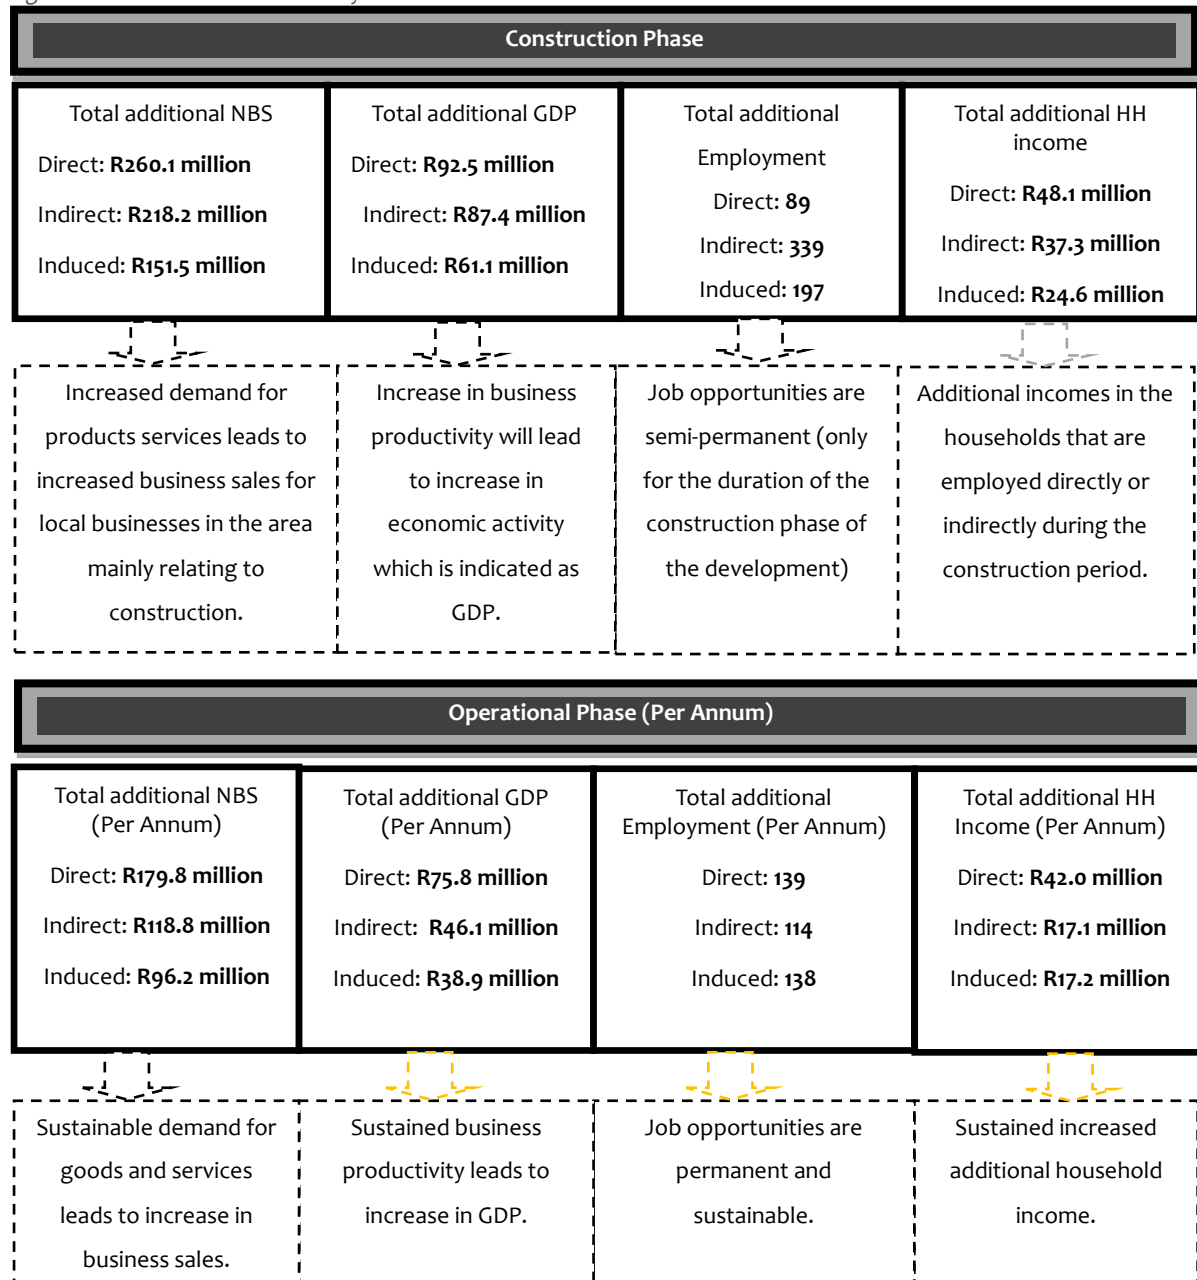 Construction Phase
Total additional NBS
Direct: R260.1 million
Indirect: R218.2 million
Induced: R151.5 million
Total additional GDP
Direct: R92.5 million
Indirect: R87.4 million
Induced: R61.1 million
Total additional
Employment
Direct: 89
Indirect: 339
Induced: 197
Total additional HH
income
Direct: R48.1 million
Indirect: R37.3 million
Induced: R24.6 million
Increased demand for
products services leads to
increased business sales for
local businesses in the area
mainly relating to
construction.
Increase in business
productivity will lead
to increase in
economic activity
which is indicated as
GDP.
Job opportunities are
semi-permanent (only
for the duration of the
construction phase of
the development)
Additional incomes in the
households that are
employed directly or
indirectly during the
construction period.
Operational Phase (Per Annum)
Total additional NBS
(Per Annum)
Direct: R179.8 million
Indirect: R118.8 million
Induced: R96.2 million
Total additional GDP
(Per Annum)
Direct: R75.8 million
Indirect: R46.1 million
Induced: R38.9 million
Total additional
Employment (Per Annum)
Direct: 139
Indirect: 114
Induced: 138
Total additional HH
Income (Per Annum)
Direct: R42.0 million
Indirect: R17.1 million
Induced: R17.2 million
Sustainable demand for
goods and services
leads to increase in
business sales.
Sustained business
productivity leads to
increase in GDP.
Job opportunities are
permanent and
sustainable.
Sustained increased
additional household
income.